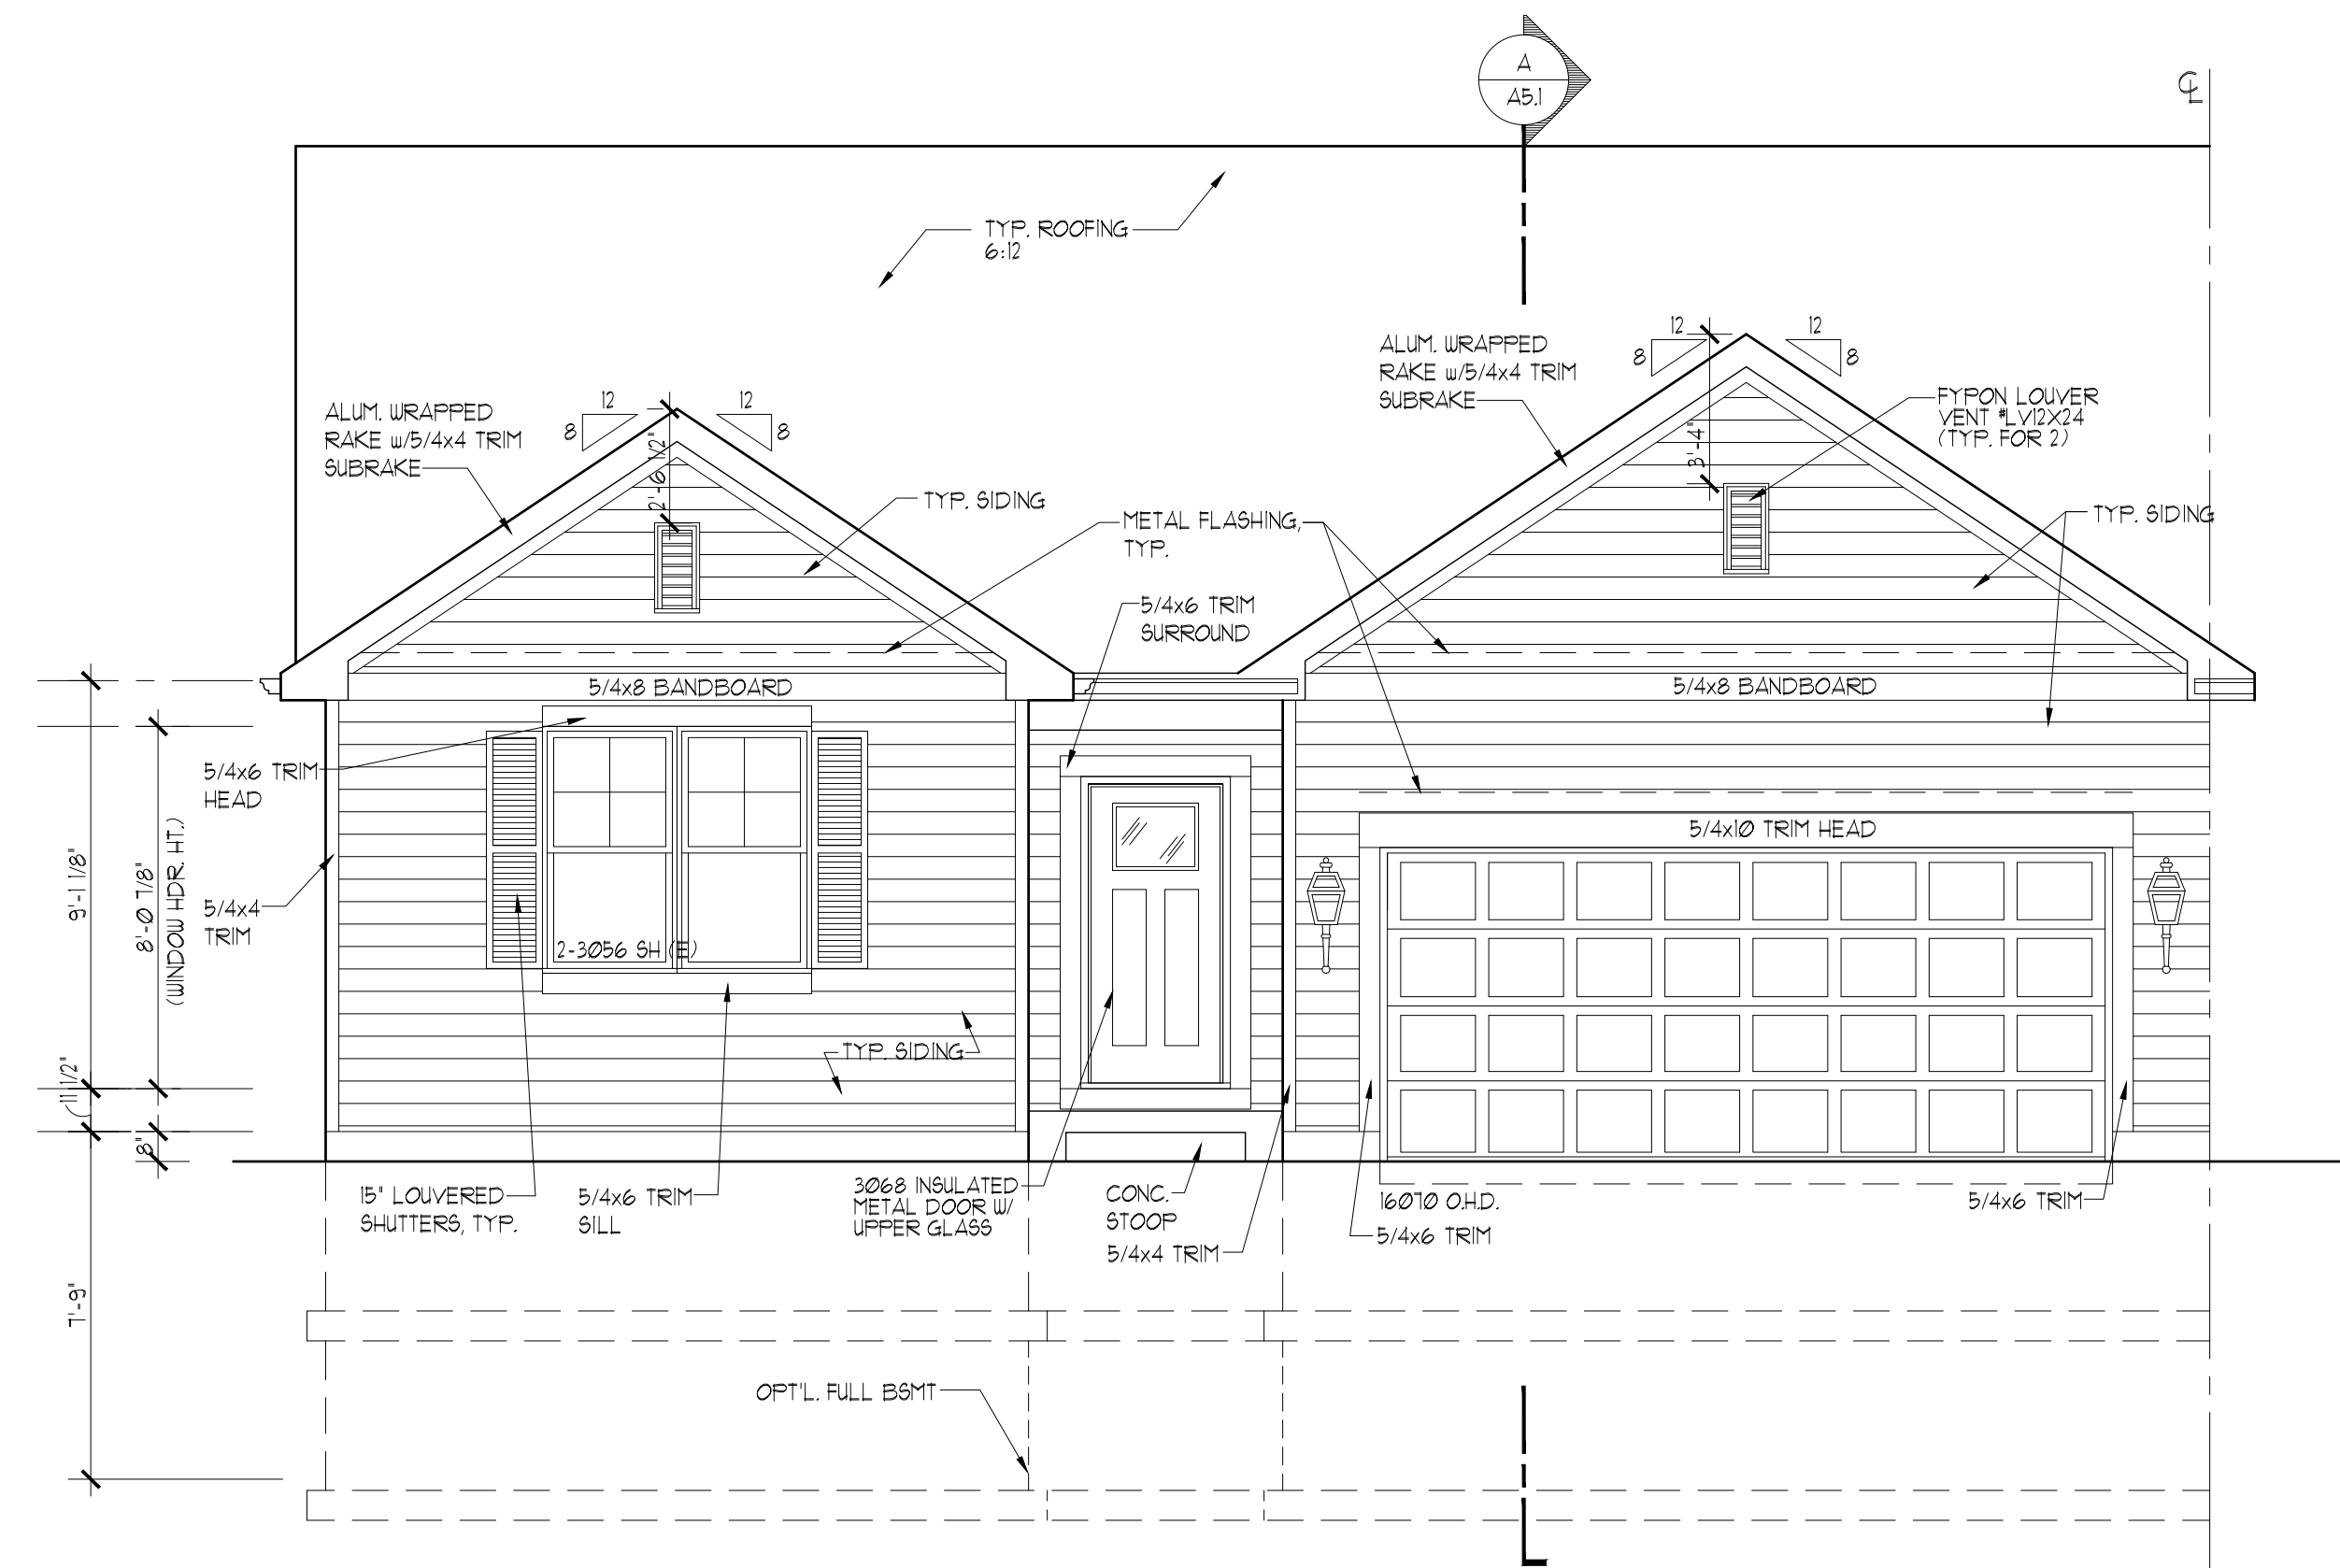 A
A5.1
CL
TYP. ROOFING
6:12
12
12
8
8
ALUM. WRAPPED
RAKE w/5/4x4 TRIM
SUBRAKE
3'-4"
FYPON LOUVER
VENT #LV12X24
(TYP. FOR 2)
12
12
8
8
ALUM. WRAPPED
RAKE w/5/4x4 TRIM
SUBRAKE
2'-6 1/2"
TYP. SIDING
METAL FLASHING,
TYP.
TYP. SIDING
5/4x6 TRIM
SURROUND
5/4x8 BANDBOARD
5/4x8 BANDBOARD
5/4x6 TRIM
HEAD
5/4x10 TRIM HEAD
9'-1 1/8"
8'-0 7/8"
(WINDOW HDR. HT.)
5/4x4
TRIM
2-3056 SH (E)
TYP. SIDING
11 1/2"
8"
15" LOUVERED
SHUTTERS, TYP.
5/4x6 TRIM
SILL
3068 INSULATED
METAL DOOR W/
UPPER GLASS
CONC.
STOOP
5/4x4 TRIM
16070 O.H.D.
5/4x6 TRIM
5/4x6 TRIM
7'-9"
OPT'L. FULL BSMT